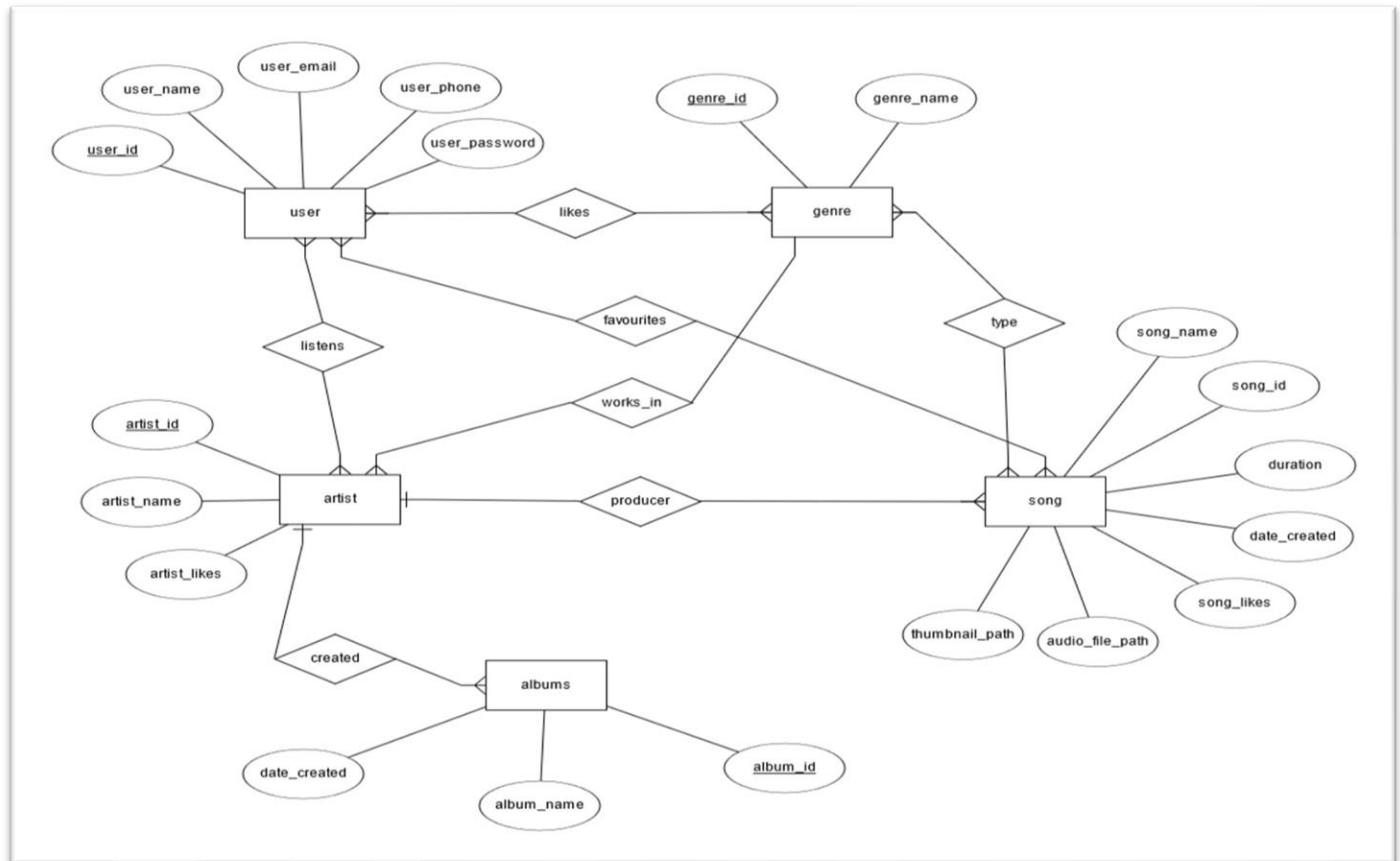 user_email
user_name
user_phone
genre_id
genre_name
user_password
user_id
user
likes
genre
favourites
type
song_name
listens
song_id
works_in
artist_id
duration
artist_name
artist
producer
song
date_created
artist_likes
song_likes
thumbnail_path
audio_file_path
created
albums
date_created
album_id
album_name